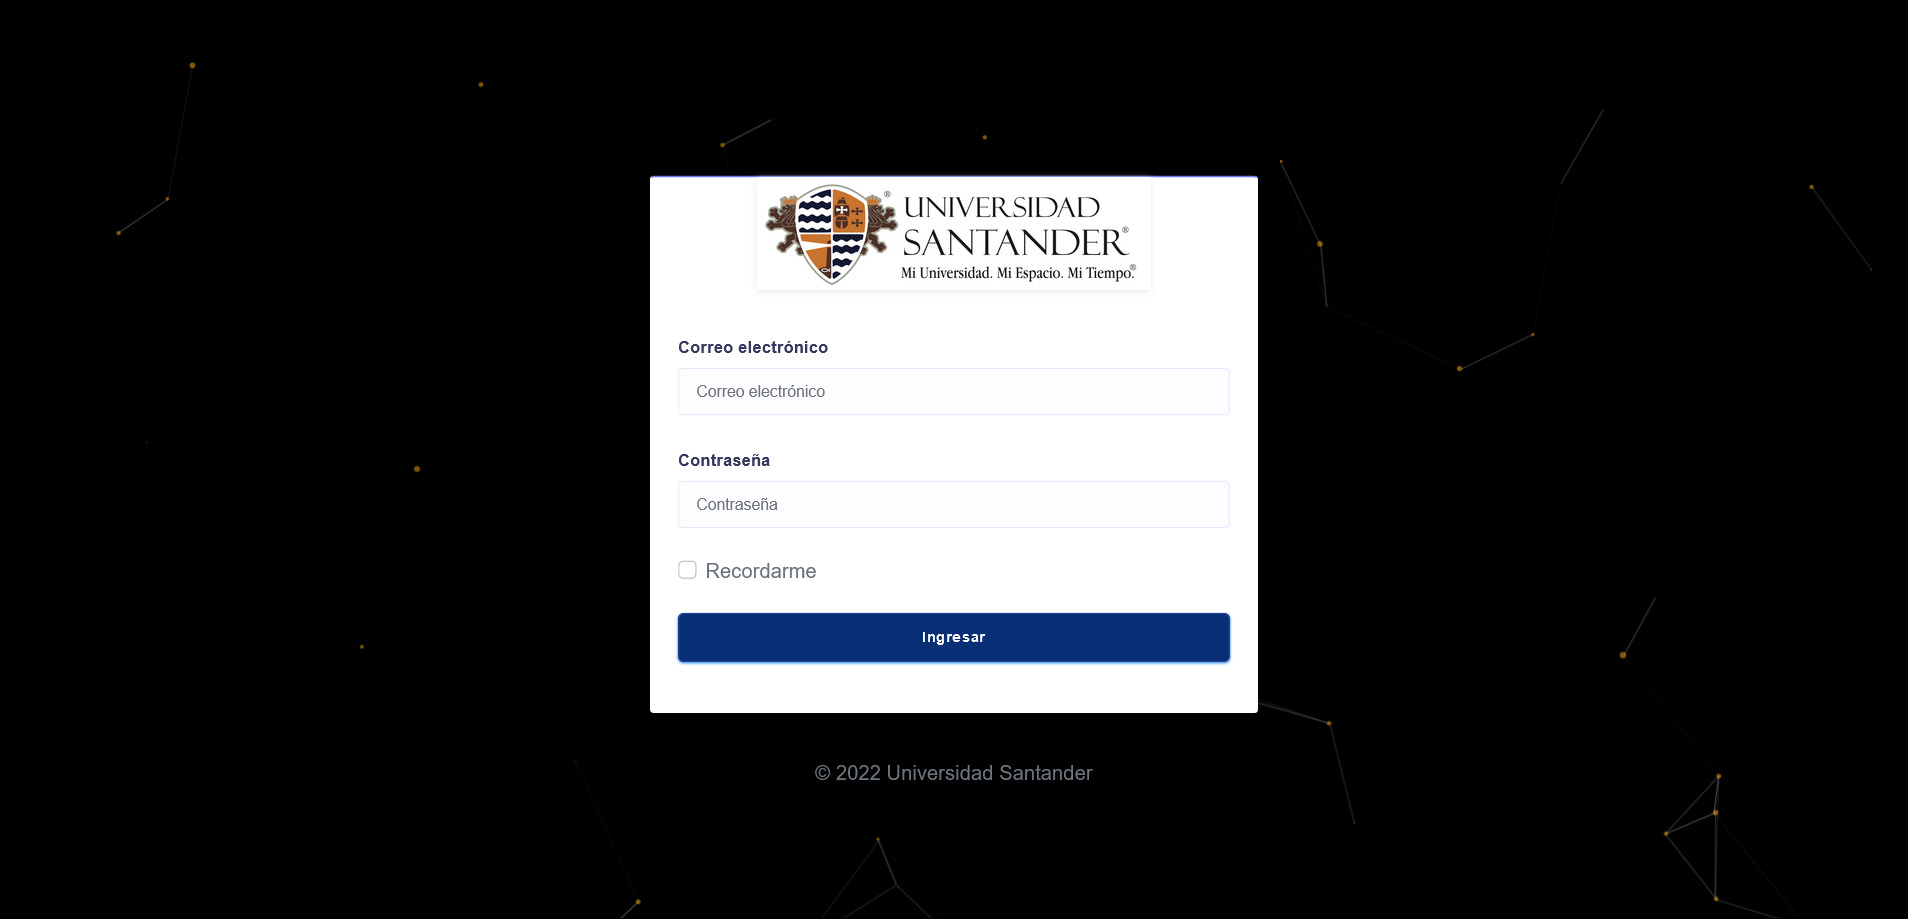 UNIVERSIDAD ®
SANTANDER®
Mi Universidad. Mi Espacio. Mi Tiempo.®
Correo electrónico
Correo electrónico
Contraseña
Contraseña
Recordarme
Ingresar
© 2022 Universidad Santander